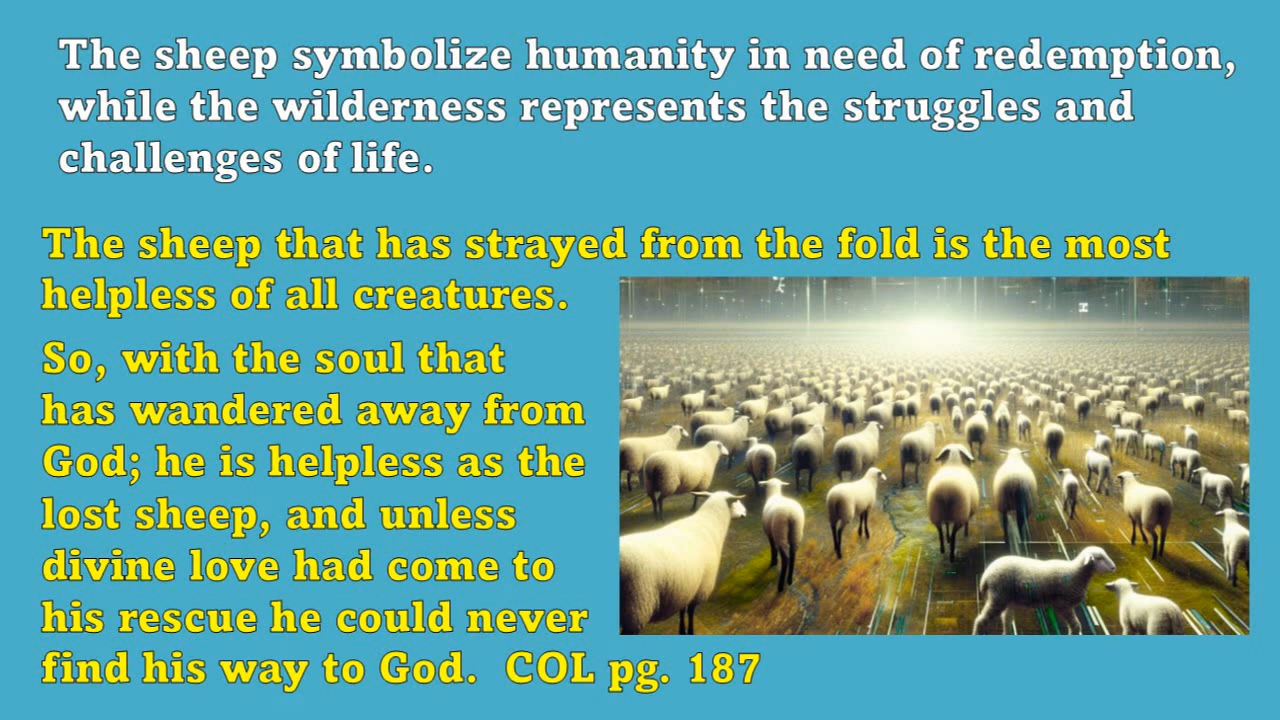 The sheep symbolize humanity in need of redemption,
while the wilderness represents the struggles and
challenges of life.
The sheep that has strayed from the fold is the most
helpless of all creatures.
So, with the soul that
has wandered away from
God; he is helpless as the
lost sheep, and unless
divine love had come to
his rescue he could never
find his way to God. COL pg. 187